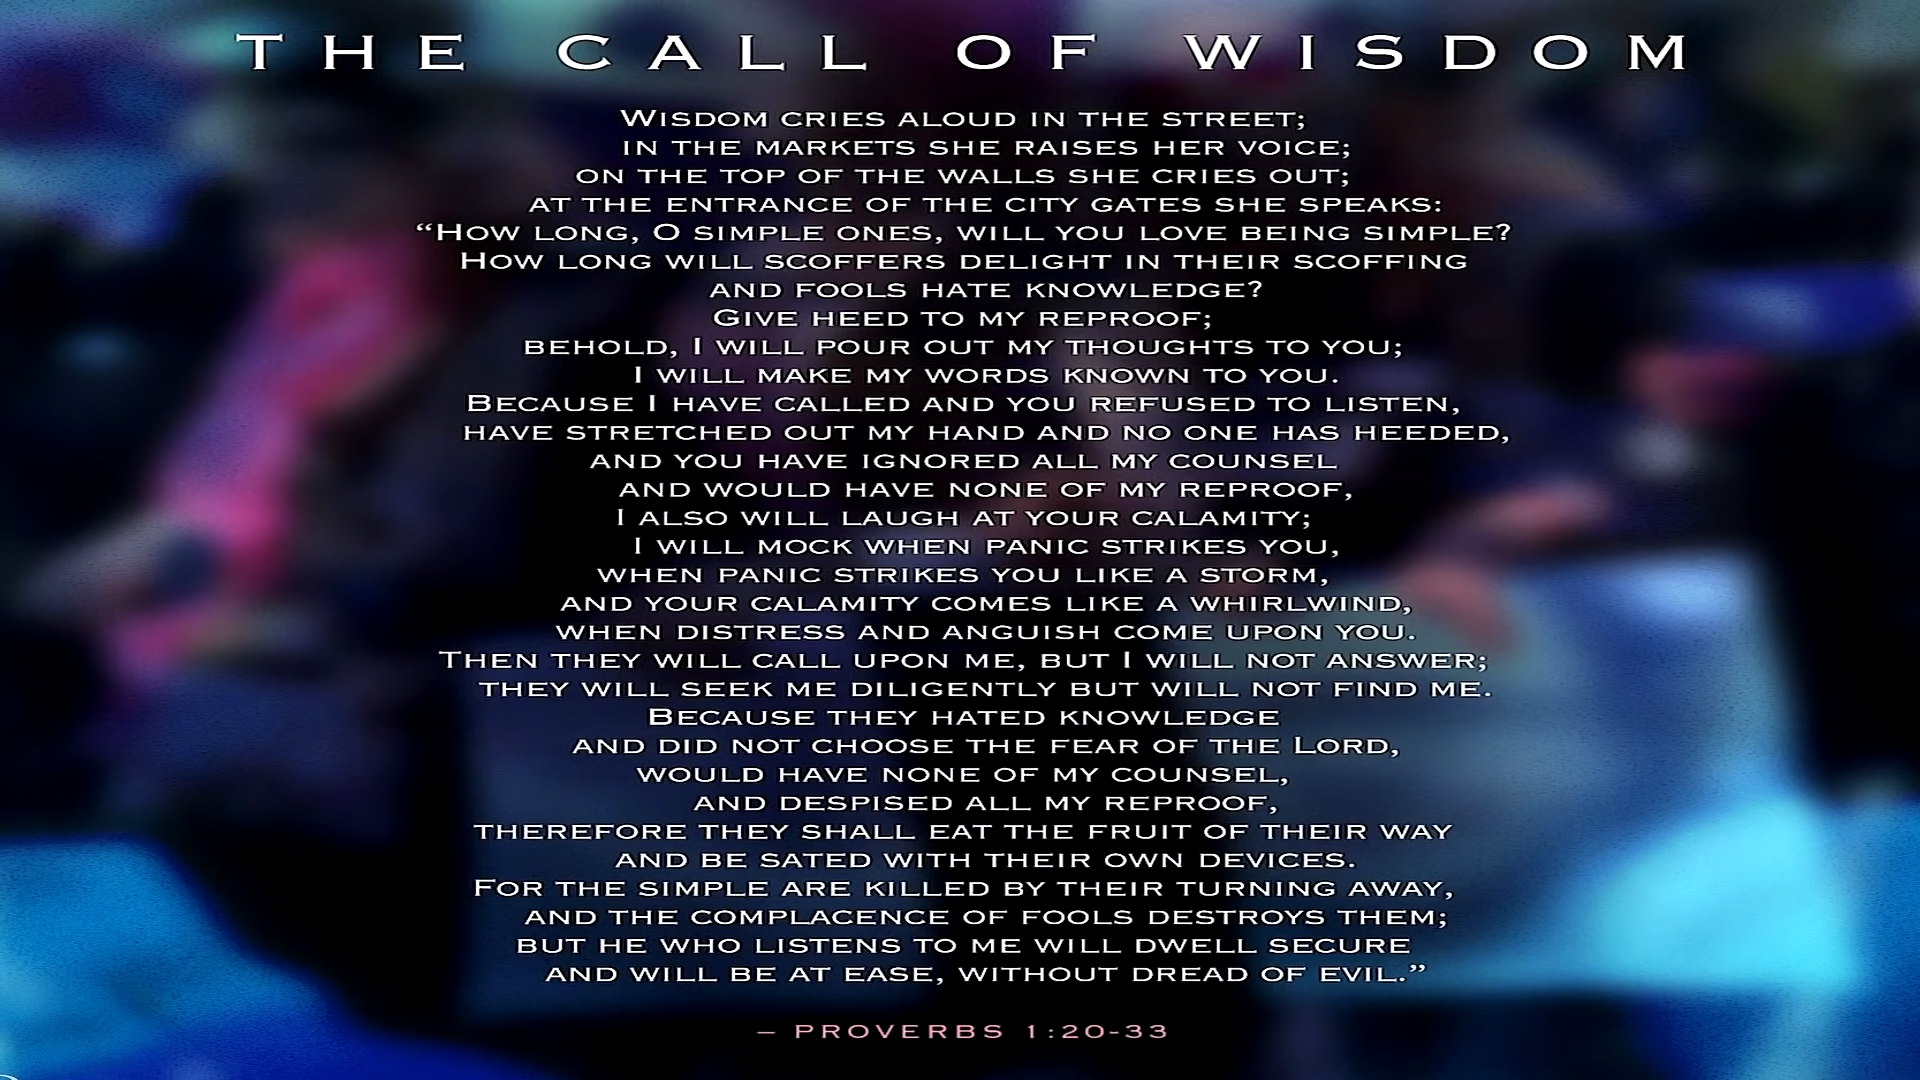 THE CALL OF WISDOM
Wisdom cries aloud in the street;
in the markets she raises her voice;
on the top of the walls she cries out;
at the entrance of the city gates she speaks:
“How long, O simple ones, will you love being simple?
How long will scoffers delight in their scoffing
and fools hate knowledge?
Give heed to my reproof;
behold, I will pour out my thoughts to you;
I will make my words known to you.
Because I have called and you refused to listen,
have stretched out my hand and no one has heeded,
and you have ignored all my counsel
and would have none of my reproof,
I also will laugh at your calamity;
I will mock when panic strikes you,
when panic strikes you like a storm,
and your calamity comes like a whirlwind,
when distress and anguish come upon you.
Then they will call upon me, but I will not answer;
they will seek me diligently but will not find me.
Because they hated knowledge
and did not choose the fear of the Lord,
would have none of my counsel,
and despised all my reproof,
therefore they shall eat the fruit of their way
and be sated with their own devices.
For the simple are killed by their turning away,
and the complacence of fools destroys them;
but he who listens to me will dwell secure
and will be at ease, without dread of evil.”
– PROVERBS 1:20-33